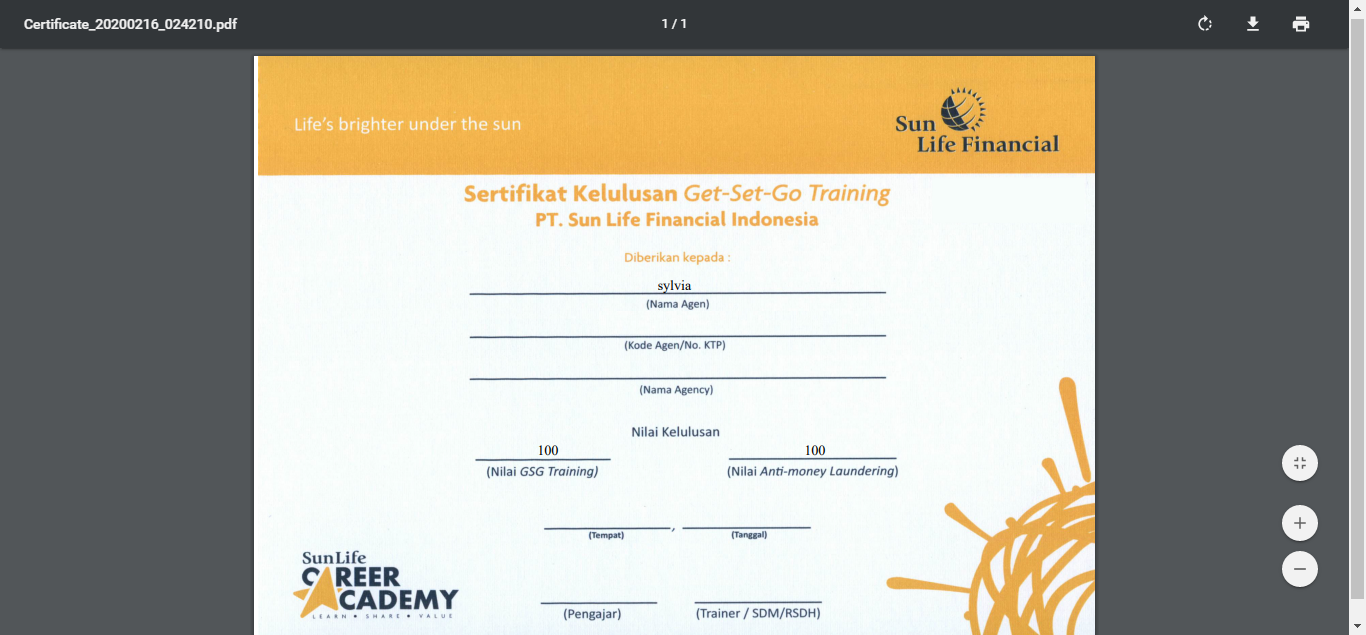 Certificate_20200216_024210.pdf
1 / 1
Life's brighter under the sun
Sun
Life Financial
Sertifikat Kelulusan Get-Set-Go Training
PT. Sun Life Financial Indonesia
Diberikan kepada :
sylvia
(Nama Agen)
(Kode Agen/No. KTP)
(Nama Agency)
Nilai Kelulusan
100 100
(Nilai GSG Training) (Nilai Anti-money Laundering)
,
(Tempat) (Tanggal)
SunLife
CAREER
ACADEMY
LEARN • SHARE • VALUE
(Pengajar) (Trainer / SDM/RSDH)